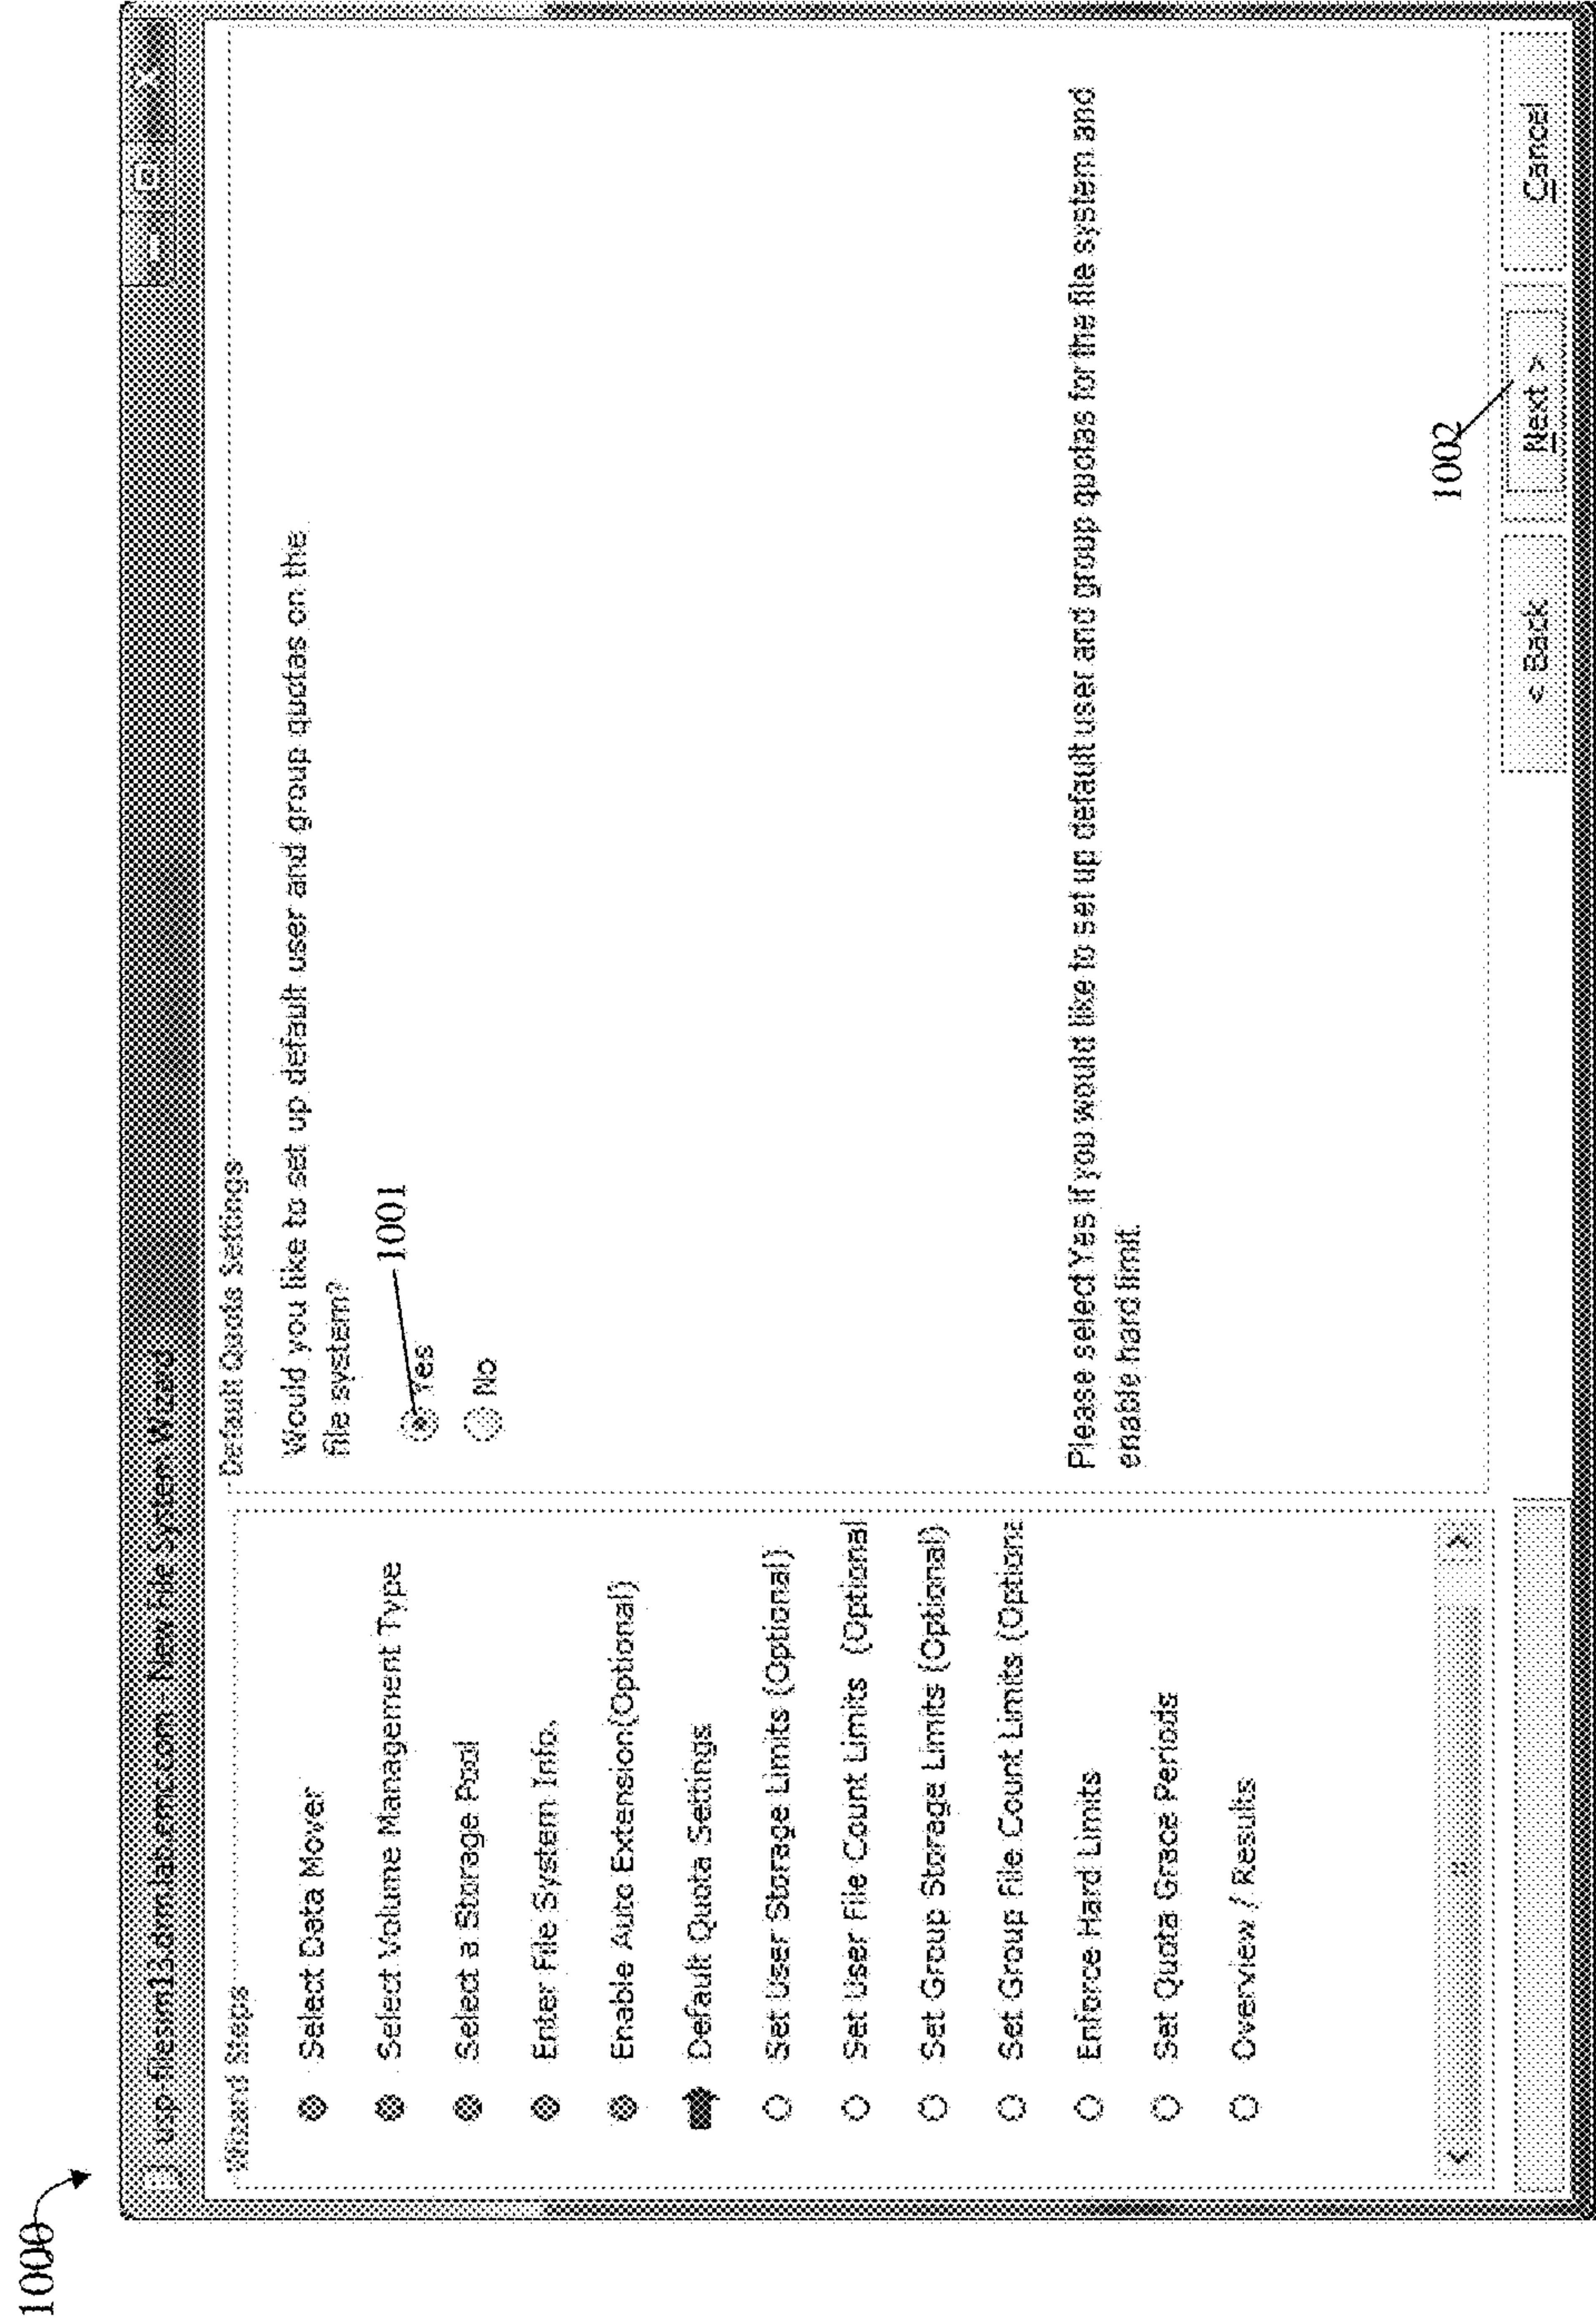 1000
New File System Wizard
Wizard Steps
Select Data Mover
Select Volume Management Type
Select a Storage Pool
Enter File System Info.
Enable Auto Extension(Optional)
Default Quota Settings
Set User Storage Limits (Optional)
Set User File Count Limits (Optional
Set Group Storage Limits (Optional)
Set Group File Count Limits (Optiona
Enforce Hard Limits
Set Quota Grace Periods
Overview / Results
Default Quota Settings
Would you like to set up default user and group quotas on the
file system?
1001
Yes
No
Please select Yes if you would like to set up default user and group quotas for the file system and
enable hard limit.
1002
< Back
Next >
Cancel